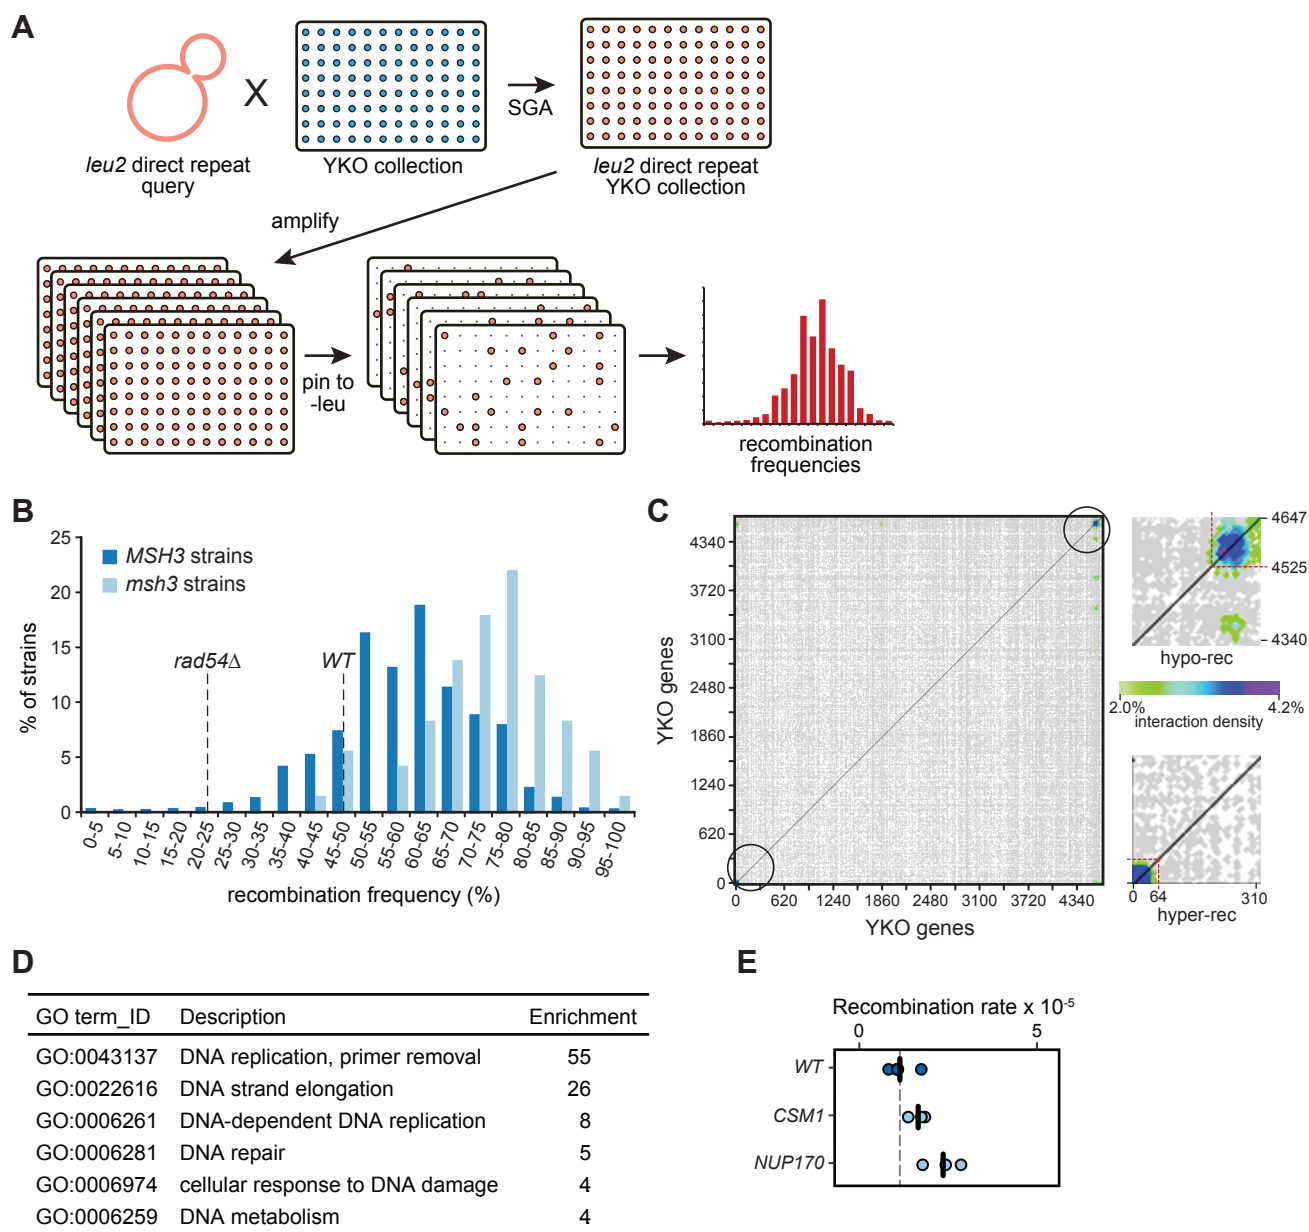 A
X
SGA
leu2 direct repeat
query
YKO collection
leu2 direct repeat
YKO collection
amplify
pin to
-leu
recombination
frequencies
B
25
20
15
10
5
0
% of strains
MSH3 strains
msh3 strains
rad54Δ
WT
0-5
5-10
10-15
15-20
20-25
25-30
30-35
35-40
40-45
45-50
50-55
55-60
60-65
65-70
70-75
75-80
80-85
85-90
90-95
95-100
recombination frequency (%)
C
YKO genes
4340
3720
3100
2480
1860
1240
620
0
0 620 1240 1860 2480 3100 3720 4340
YKO genes
4647
4525
4340
hypo-rec
2.0% 4.2%
interaction density
0 64 310
hyper-rec
D
GO term_ID Description Enrichment
GO:0043137 DNA replication, primer removal 55
GO:0022616 DNA strand elongation 26
GO:0006261 DNA-dependent DNA replication 8
GO:0006281 DNA repair 5
GO:0006974 cellular response to DNA damage 4
GO:0006259 DNA metabolism 4
E
Recombination rate x 10-5
0 5
WT
CSM1
NUP170